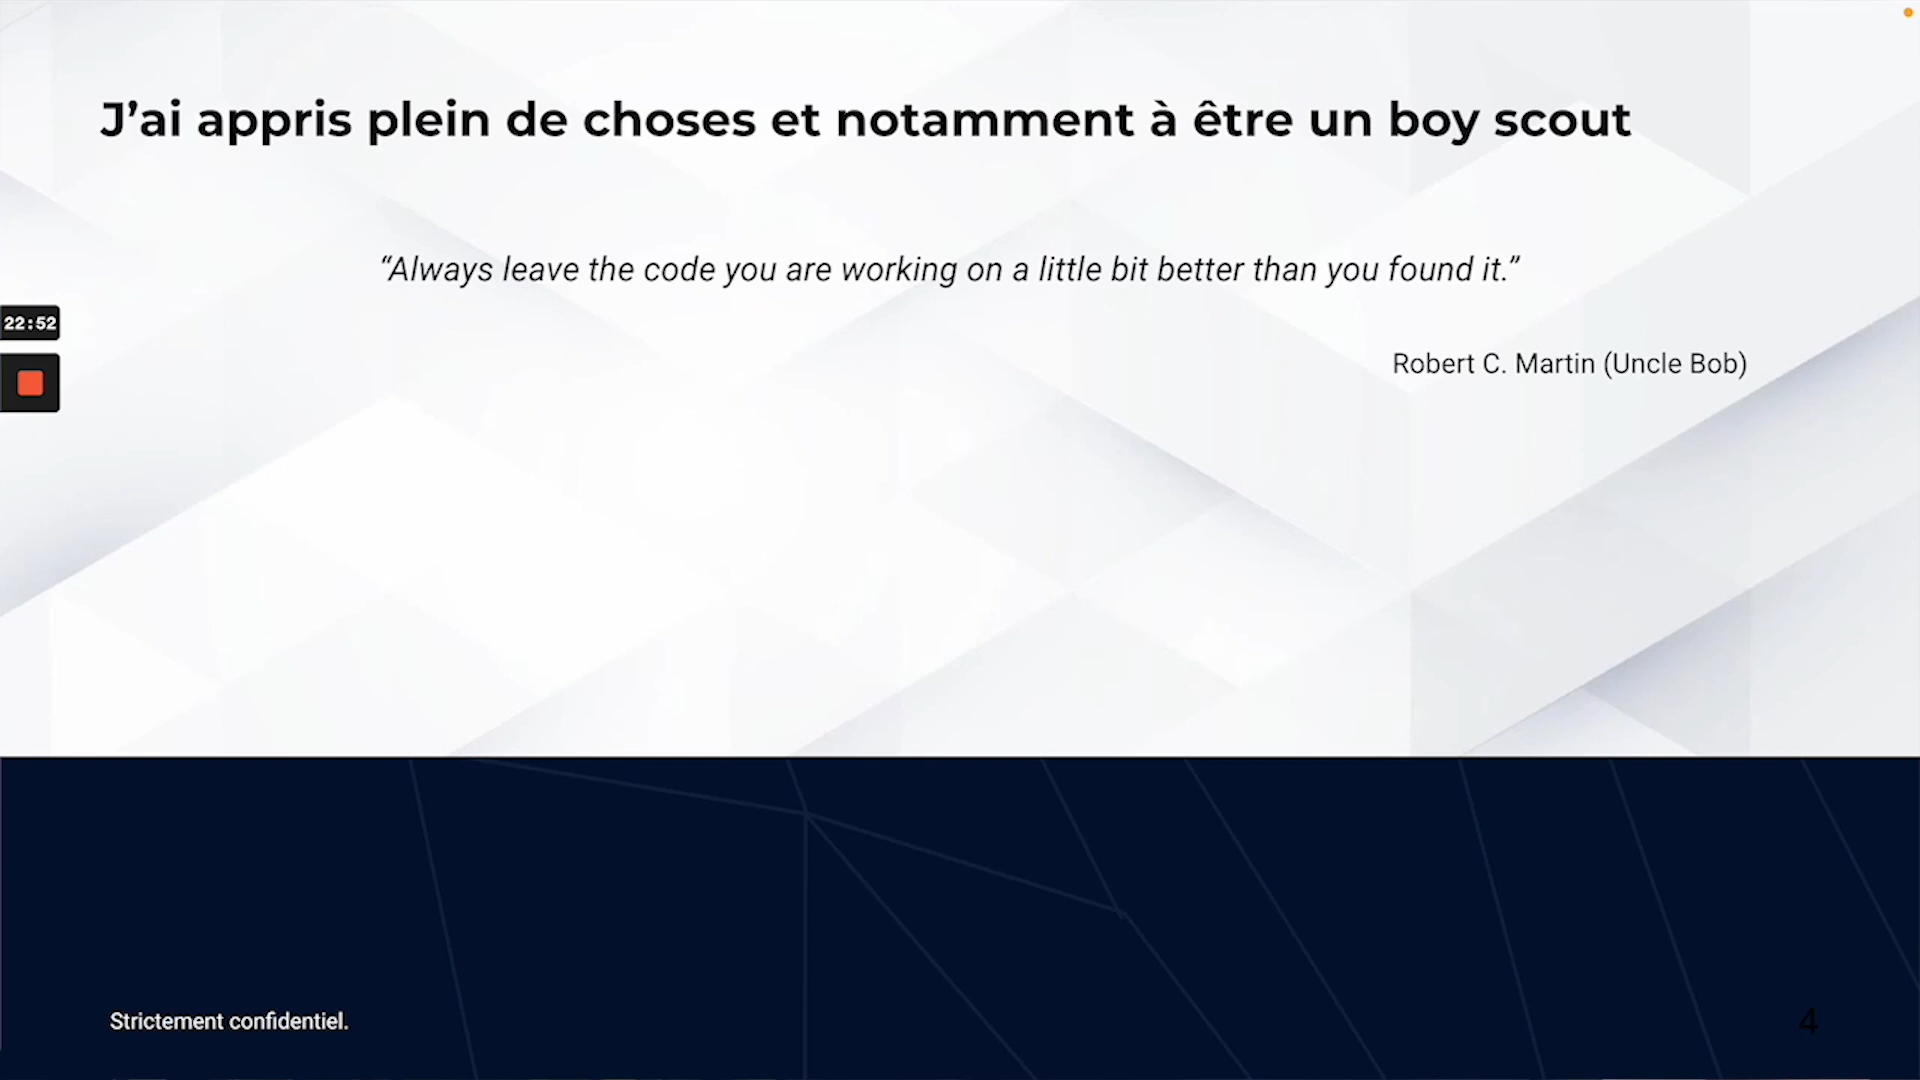 J’ai appris plein de choses et notamment à être un boy scout
“Always leave the code you are working on a little bit better than you found it.”
22:52
Robert C. Martin (Uncle Bob)
Strictement confidentiel.
4